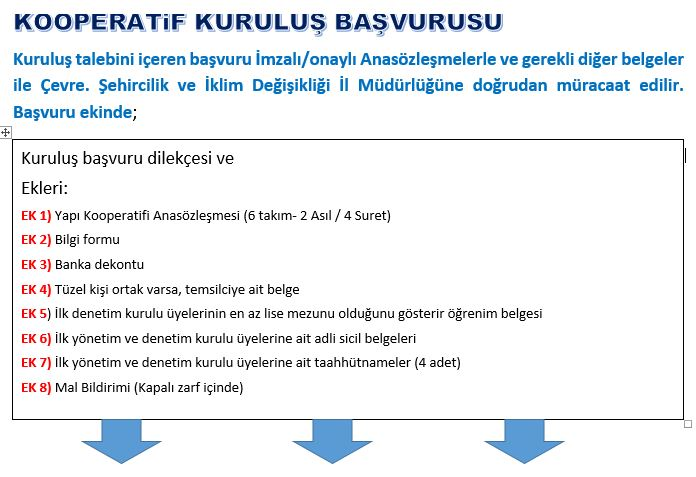 KOOPERATiF KURULUŞ BAŞVURUSU
Kuruluş talebini içeren başvuru İmzalı/onaylı Anasözleşmelerle ve gerekli diğer belgeler
ile Çevre. Şehircilik ve İklim Değişikliği İl Müdürlüğüne doğrudan müracaat edilir.
Başvuru ekinde;
Kuruluş başvuru dilekçesi ve
Ekleri:
EK 1) Yapı Kooperatifi Anasözleşmesi (6 takım- 2 Asıl / 4 Suret)
EK 2) Bilgi formu
EK 3) Banka dekontu
EK 4) Tüzel kişi ortak varsa, temsilciye ait belge
EK 5) İlk denetim kurulu üyelerinin en az lise mezunu olduğunu gösterir öğrenim belgesi
EK 6) İlk yönetim ve denetim kurulu üyelerine ait adli sicil belgeleri
EK 7) İlk yönetim ve denetim kurulu üyelerine ait taahhütnameler (4 adet)
EK 8) Mal Bildirimi (Kapalı zarf içinde)